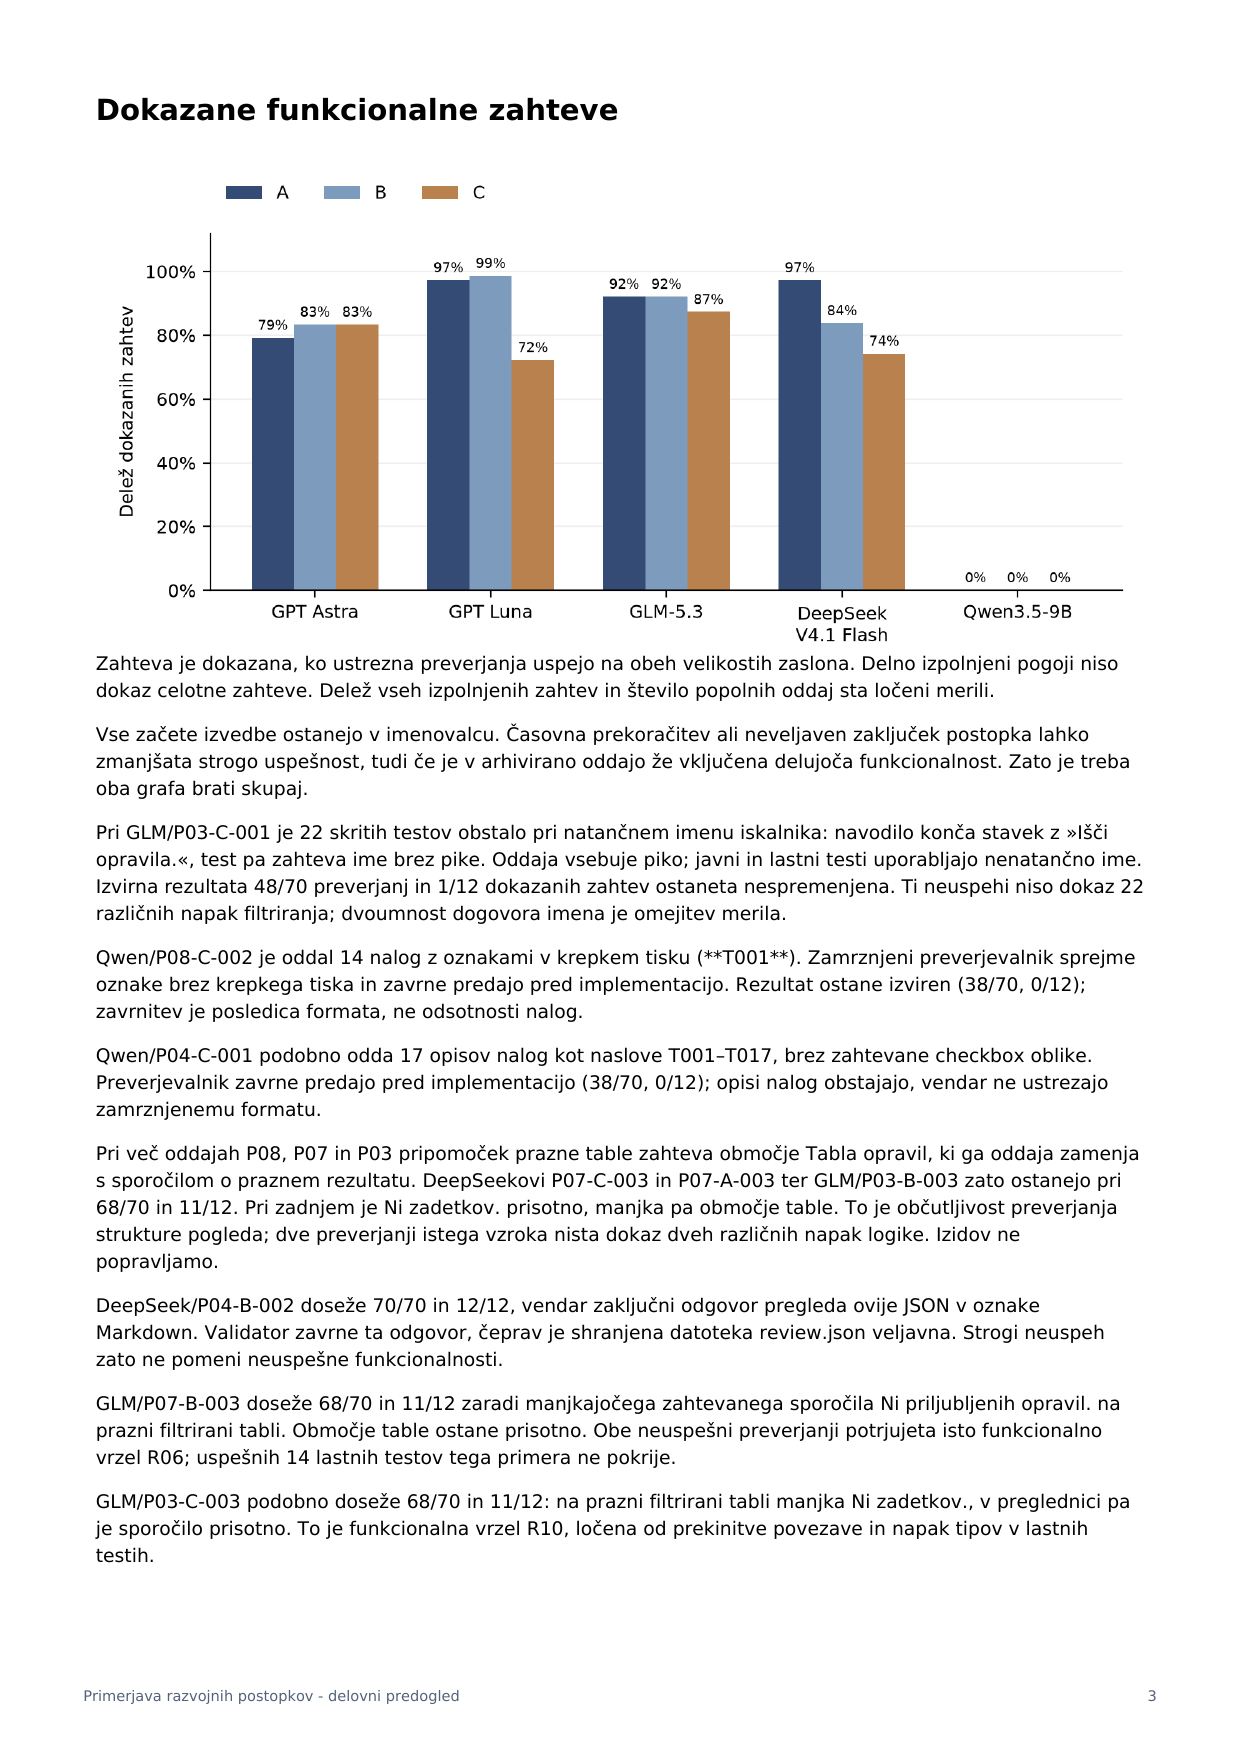 Dokazane funkcionalne zahteve
A B C
Delež dokazanih zahtev
100%
80%
60%
40%
20%
0%
79% 83% 83%
97% 99% 72%
92% 92% 87%
97% 84% 74%
0% 0% 0%
GPT Astra GPT Luna GLM-5.3 DeepSeek V4.1 Flash Qwen3.5-9B
Zahteva je dokazana, ko ustrezna preverjanja uspejo na obeh velikostih zaslona. Delno izpolnjeni pogoji niso
dokaz celotne zahteve. Delež vseh izpolnjenih zahtev in število popolnih oddaj sta ločeni merili.
Vse začete izvedbe ostanejo v imenovalcu. Časovna prekoračitev ali neveljaven zaključek postopka lahko
zmanjšata strogo uspešnost, tudi če je v arhivirano oddajo že vključena delujoča funkcionalnost. Zato je treba
oba grafa brati skupaj.
Pri GLM/P03-C-001 je 22 skritih testov obstalo pri natančnem imenu iskalnika: navodilo konča stavek z »Išči
opravila.«, test pa zahteva ime brez pike. Oddaja vsebuje piko; javni in lastni testi uporabljajo nenatančno ime.
Izvirna rezultata 48/70 preverjanj in 1/12 dokazanih zahtev ostaneta nespremenjena. Ti neuspehi niso dokaz 22
različnih napak filtriranja; dvoumnost dogovora imena je omejitev merila.
Qwen/P08-C-002 je oddal 14 nalog z oznakami v krepkem tisku (**T001**). Zamrznjeni preverjevalnik sprejme
oznake brez krepkega tiska in zavrne predajo pred implementacijo. Rezultat ostane izviren (38/70, 0/12);
zavrnitev je posledica formata, ne odsotnosti nalog.
Qwen/P04-C-001 podobno odda 17 opisov nalog kot naslove T001–T017, brez zahtevane checkbox oblike.
Preverjevalnik zavrne predajo pred implementacijo (38/70, 0/12); opisi nalog obstajajo, vendar ne ustrezajo
zamrznjenemu formatu.
Pri več oddajah P08, P07 in P03 pripomoček prazne table zahteva območje Tabla opravil, ki ga oddaja zamenja
s sporočilom o praznem rezultatu. DeepSeekovi P07-C-003 in P07-A-003 ter GLM/P03-B-003 zato ostanejo pri
68/70 in 11/12. Pri zadnjem je Ni zadetkov. prisotno, manjka pa območje table. To je občutljivost preverjanja
strukture pogleda; dve preverjanji istega vzroka nista dokaz dveh različnih napak logike. Izidov ne
popravljamo.
DeepSeek/P04-B-002 doseže 70/70 in 12/12, vendar zaključni odgovor pregleda ovije JSON v oznake
Markdown. Validator zavrne ta odgovor, čeprav je shranjena datoteka review.json veljavna. Strogi neuspeh
zato ne pomeni neuspešne funkcionalnosti.
GLM/P07-B-003 doseže 68/70 in 11/12 zaradi manjkajočega zahtevanega sporočila Ni priljubljenih opravil. na
prazni filtrirani tabli. Območje table ostane prisotno. Obe neuspešni preverjanji potrjujeta isto funkcionalno
vrzel R06; uspešnih 14 lastnih testov tega primera ne pokrije.
GLM/P03-C-003 podobno doseže 68/70 in 11/12: na prazni filtrirani tabli manjka Ni zadetkov., v preglednici pa
je sporočilo prisotno. To je funkcionalna vrzel R10, ločena od prekinitve povezave in napak tipov v lastnih
testih.
Primerjava razvojnih postopkov - delovni predogled 3